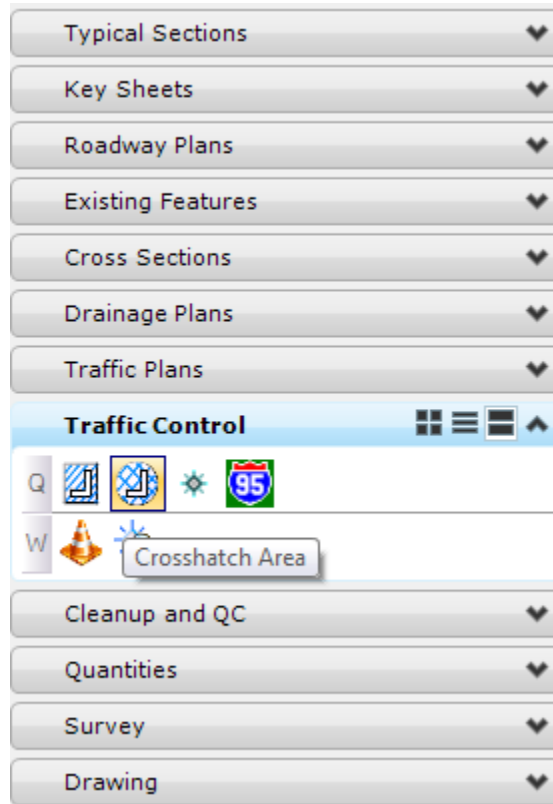 Typical Sections
Key Sheets
Roadway Plans
Existing Features
Cross Sections
Drainage Plans
Traffic Plans
Traffic Control
Q 95
W
Crosshatch Area
Cleanup and QC
Quantities
Survey
Drawing